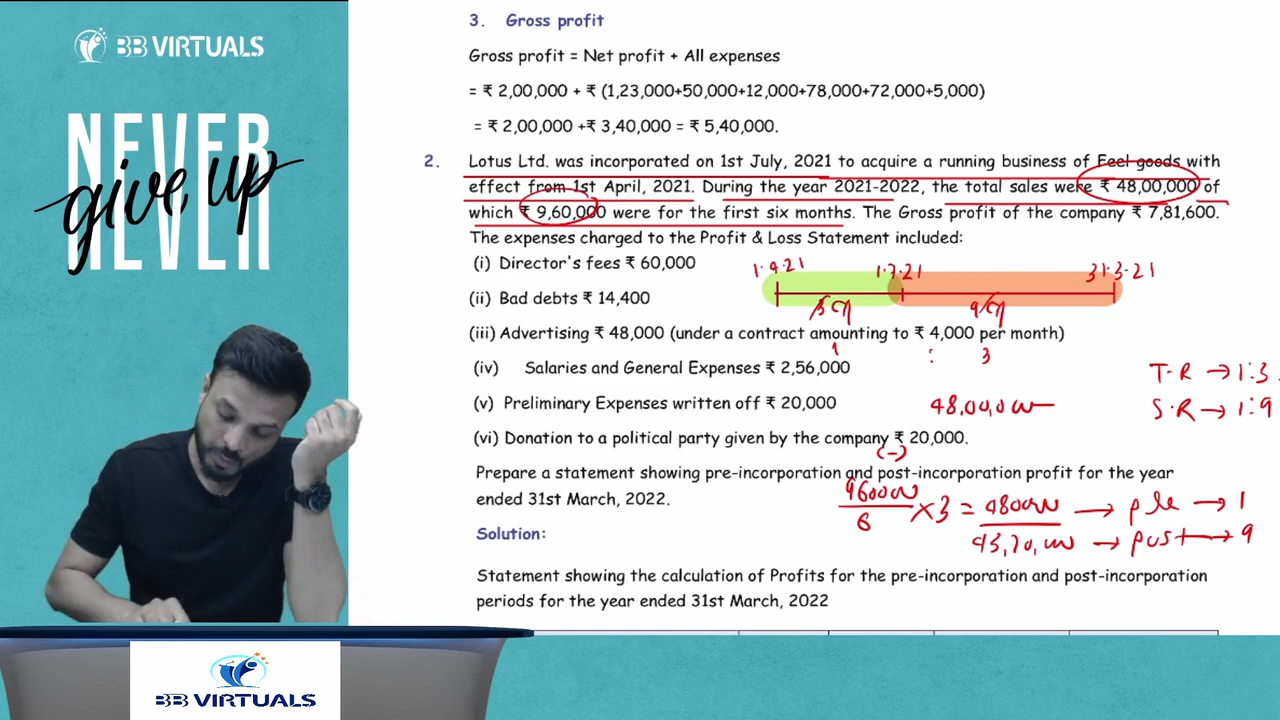 BB VIRTUALS
NEVER
give up
NEVER
3. Gross profit
Gross profit = Net profit + All expenses
= ₹ 2,00,000 + ₹ (1,23,000+50,000+12,000+78,000+72,000+5,000)
= ₹ 2,00,000 +₹ 3,40,000 = ₹ 5,40,000.
2. Lotus Ltd. was incorporated on 1st July, 2021 to acquire a running business of Feel goods with
effect from 1st April, 2021. During the year 2021-2022, the total sales were ₹ 48,00,000 of
which ₹ 9,60,000 were for the first six months. The Gross profit of the company ₹ 7,81,600.
The expenses charged to the Profit & Loss Statement included:
(i) Director's fees ₹ 60,000
1.4.21 1.7.21 31.3.21
(ii) Bad debts ₹ 14,400
(iii) Advertising ₹ 48,000 (under a contract amounting to ₹ 4,000 per month)
1 : 3
(iv) Salaries and General Expenses ₹ 2,56,000
T.R → 1:3
(v) Preliminary Expenses written off ₹ 20,000
48,00,000
S.R → 1:9
(vi) Donation to a political party given by the company ₹ 20,000.
(-)
Prepare a statement showing pre-incorporation and post-incorporation profit for the year
ended 31st March, 2022.
960000/6 × 3 = 480000 → pre → 1
43,20,000 → post → 9
Solution:
Statement showing the calculation of Profits for the pre-incorporation and post-incorporation
periods for the year ended 31st March, 2022
BB VIRTUALS